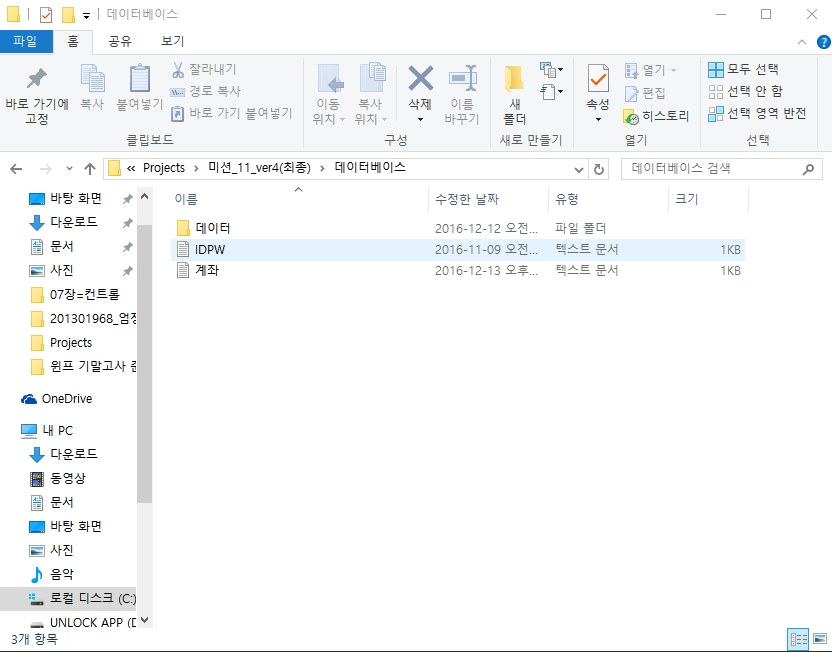 데이터베이스
파일 홈 공유 보기
바로 가기에 고정
복사
붙여넣기
잘라내기
경로 복사
바로 가기 붙여넣기
클립보드
이동 위치
복사 위치
삭제
이름 바꾸기
구성
새 폴더
새로 만들기
속성
열기
편집
히스토리
열기
모두 선택
선택 안 함
선택 영역 반전
선택
« Projects > 미션_11_ver4(최종) > 데이터베이스
데이터베이스 검색
바탕 화면
다운로드
문서
사진
07장=컨트롤
201301968_엄정
Projects
윈프 기말고사 준
OneDrive
내 PC
다운로드
동영상
문서
바탕 화면
사진
음악
로컬 디스크 (C:)
UNLOCK APP (D
이름 수정한 날짜 유형 크기
데이터 2016-12-12 오전... 파일 폴더
IDPW 2016-11-09 오전... 텍스트 문서 1KB
계좌 2016-12-13 오후... 텍스트 문서 1KB
3개 항목